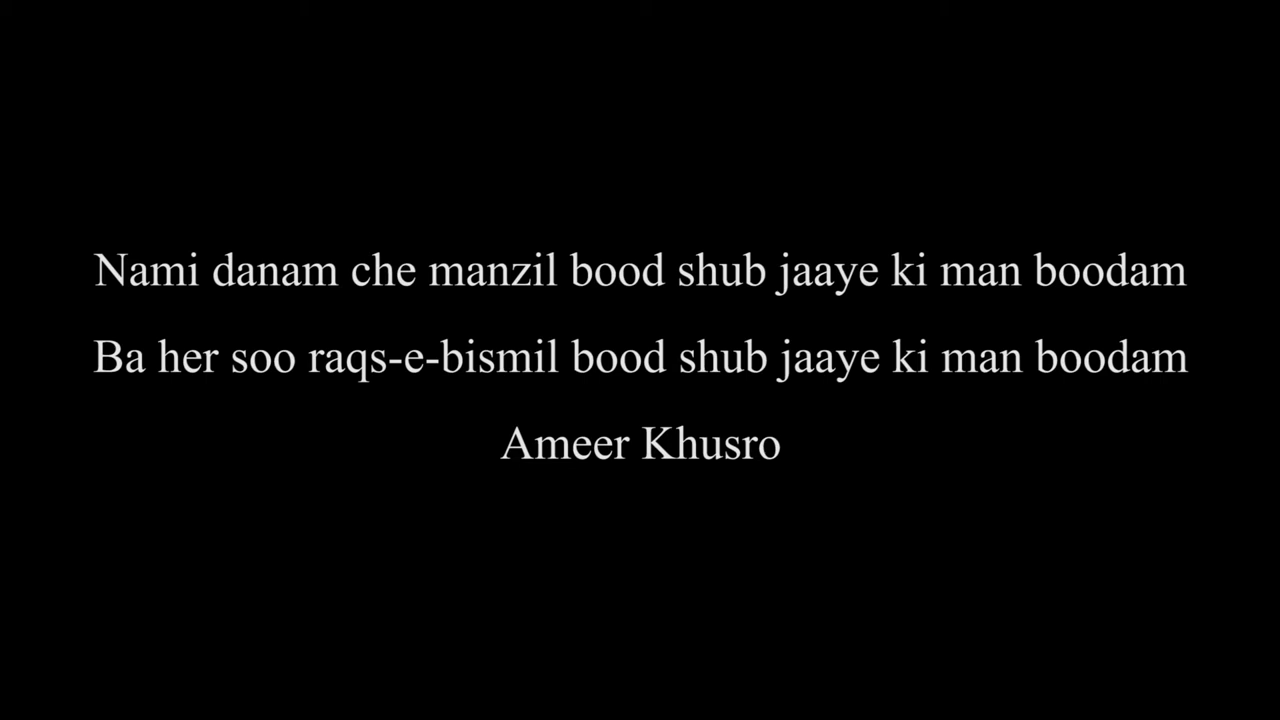 Nami danam che manzil bood shub jaaye ki man boodam
Ba her soo raqs-e-bismil bood shub jaaye ki man boodam
Ameer Khusro